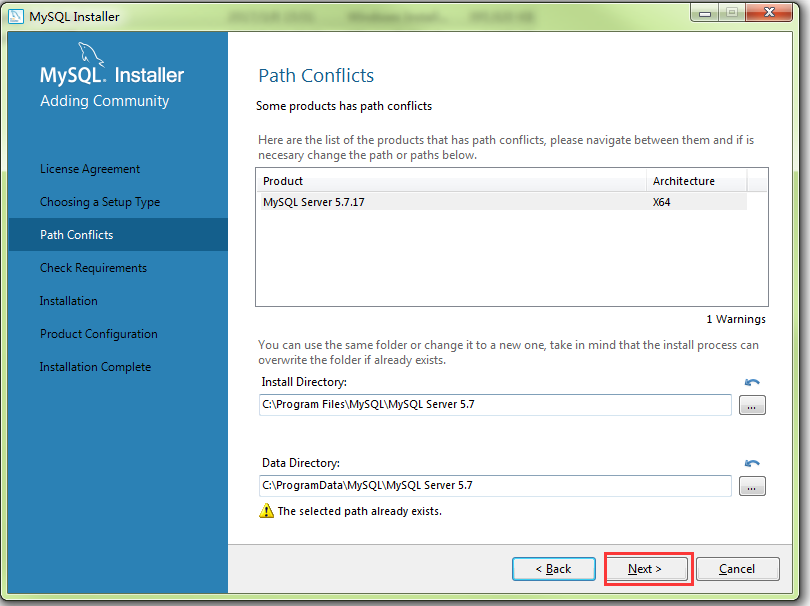 MySQL Installer
MySQL. Installer
Adding Community
License Agreement
Choosing a Setup Type
Path Conflicts
Check Requirements
Installation
Product Configuration
Installation Complete
Path Conflicts
Some products has path conflicts
Here are the list of the products that has path conflicts, please navigate between them and if is
necesary change the path or paths below.
Product Architecture
MySQL Server 5.7.17 X64
1 Warnings
You can use the same folder or change it to a new one, take in mind that the install process can
overwrite the folder if already exists.
Install Directory:
C:\Program Files\MySQL\MySQL Server 5.7
...
Data Directory:
C:\ProgramData\MySQL\MySQL Server 5.7
...
The selected path already exists.
< Back Next > Cancel